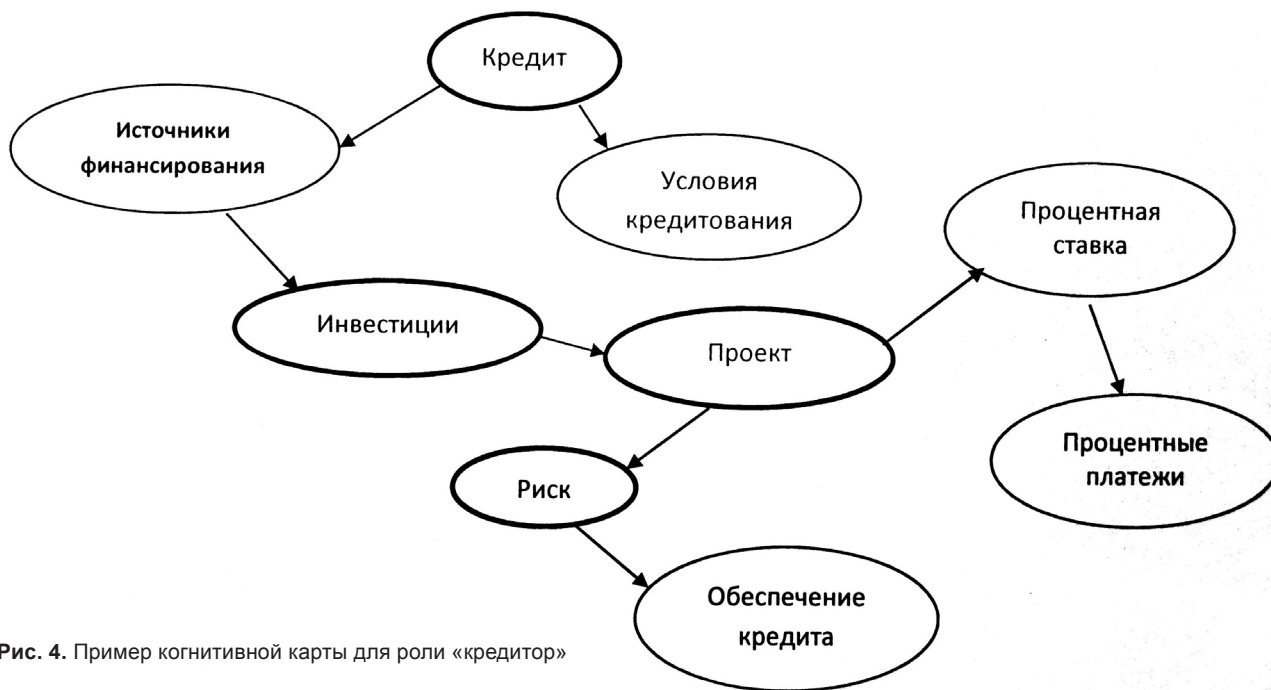 Кредит
Источники
финансирования
Условия
кредитования
Процентная
ставка
Инвестиции
Проект
Процентные
платежи
Риск
Обеспечение
кредита
Рис. 4. Пример когнитивной карты для роли «кредитор»